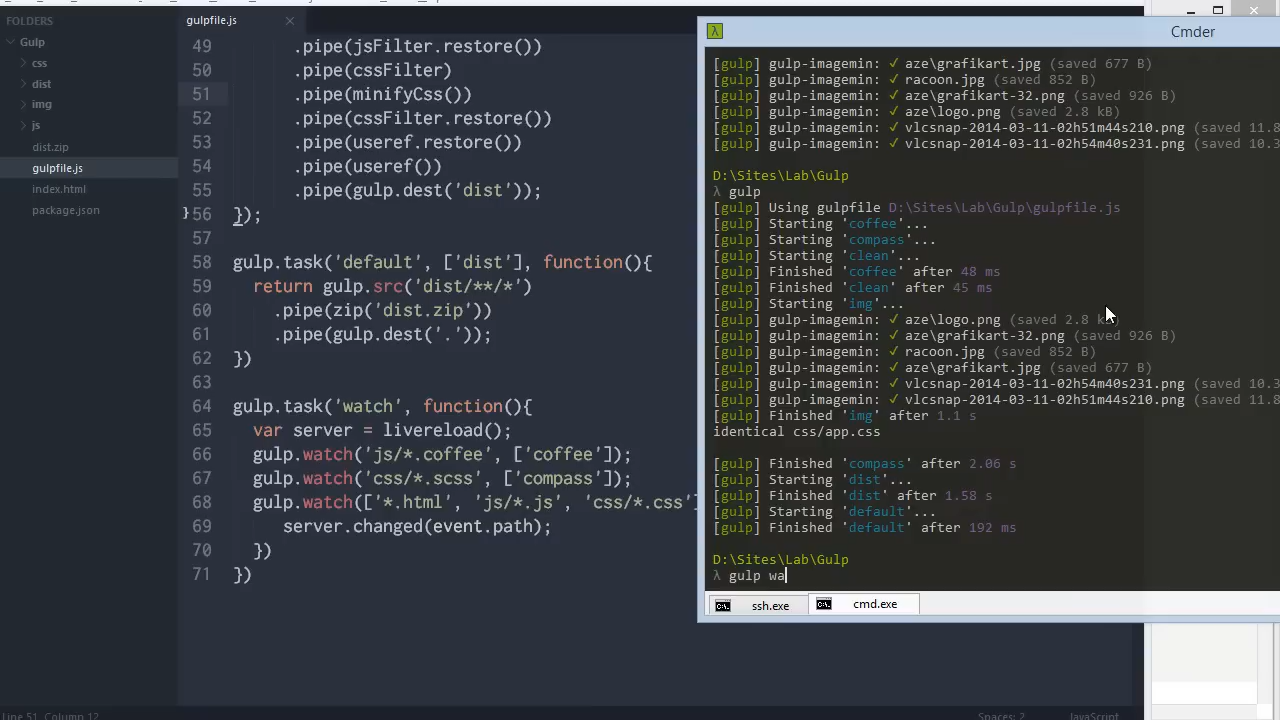 FOLDERS
Gulp
css
dist
img
js
dist.zip
gulpfile.js
index.html
package.json
gulpfile.js
49 .pipe(jsFilter.restore())
50 .pipe(cssFilter)
51 .pipe(minifyCss())
52 .pipe(cssFilter.restore())
53 .pipe(useref.restore())
54 .pipe(useref())
55 .pipe(gulp.dest('dist'));
56 });
57
58 gulp.task('default', ['dist'], function(){
59 return gulp.src('dist/**/*')
60 .pipe(zip('dist.zip'))
61 .pipe(gulp.dest('.'));
62 })
63
64 gulp.task('watch', function(){
65 var server = livereload();
66 gulp.watch('js/*.coffee', ['coffee']);
67 gulp.watch('css/*.scss', ['compass']);
68 gulp.watch(['*.html', 'js/*.js', 'css/*.css'
69 server.changed(event.path);
70 })
71 })
Line 51, Column 12
Spaces: 2
JavaScript
Cmder
[gulp] gulp-imagemin: ✓ aze\grafikart.jpg (saved 677 B)
[gulp] gulp-imagemin: ✓ racoon.jpg (saved 852 B)
[gulp] gulp-imagemin: ✓ aze\grafikart-32.png (saved 926 B)
[gulp] gulp-imagemin: ✓ aze\logo.png (saved 2.8 kB)
[gulp] gulp-imagemin: ✓ vlcsnap-2014-03-11-02h51m44s210.png (saved 11.8
[gulp] gulp-imagemin: ✓ vlcsnap-2014-03-11-02h54m40s231.png (saved 10.3
D:\Sites\Lab\Gulp
λ gulp
[gulp] Using gulpfile D:\Sites\Lab\Gulp\gulpfile.js
[gulp] Starting 'coffee'...
[gulp] Starting 'compass'...
[gulp] Starting 'clean'...
[gulp] Finished 'coffee' after 48 ms
[gulp] Finished 'clean' after 45 ms
[gulp] Starting 'img'...
[gulp] gulp-imagemin: ✓ aze\logo.png (saved 2.8 kB)
[gulp] gulp-imagemin: ✓ aze\grafikart-32.png (saved 926 B)
[gulp] gulp-imagemin: ✓ racoon.jpg (saved 852 B)
[gulp] gulp-imagemin: ✓ aze\grafikart.jpg (saved 677 B)
[gulp] gulp-imagemin: ✓ vlcsnap-2014-03-11-02h54m40s231.png (saved 10.3
[gulp] gulp-imagemin: ✓ vlcsnap-2014-03-11-02h51m44s210.png (saved 11.8
[gulp] Finished 'img' after 1.1 s
identical css/app.css
[gulp] Finished 'compass' after 2.06 s
[gulp] Starting 'dist'...
[gulp] Finished 'dist' after 1.58 s
[gulp] Starting 'default'...
[gulp] Finished 'default' after 192 ms
D:\Sites\Lab\Gulp
λ gulp wa
ssh.exe
cmd.exe